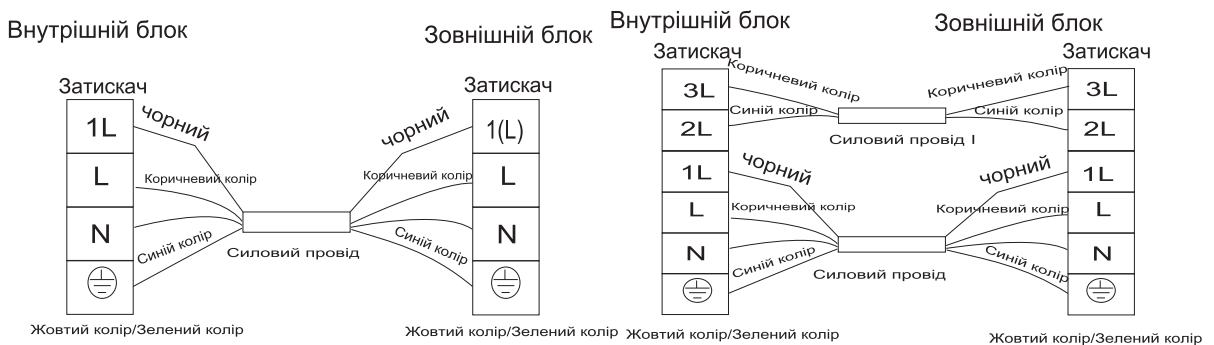 Внутрішній блок
Зовнішній блок
Затискач
Затискач
1L
чорний
чорний
1(L)
L
Коричневий колір
Коричневий колір
L
N
Синій колір
Силовий провід
Синій колір
N
Жовтий колір/Зелений колір
Жовтий колір/Зелений колір
Внутрішній блок
Зовнішній блок
Затискач
Затискач
3L
Коричневий колір
Коричневий колір
3L
2L
Синій колір
Синій колір
2L
Силовий провід I
1L
чорний
чорний
1L
L
Коричневий колір
Коричневий колір
L
N
Синій колір
Силовий провід
Синій колір
N
Жовтий колір/Зелений колір
Жовтий колір/Зелений колір